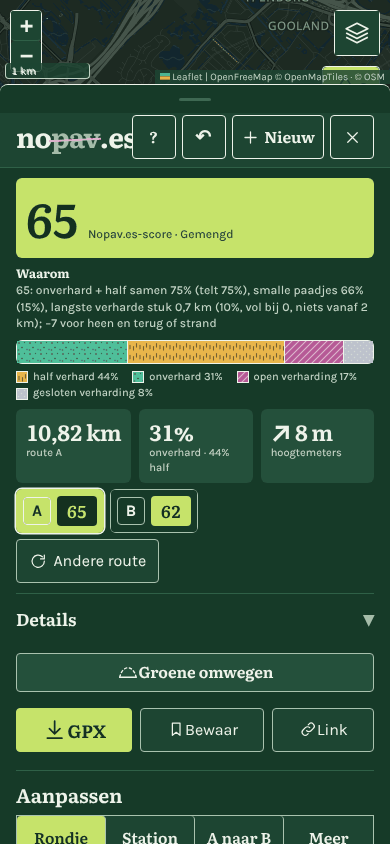 GOOLAND
+
−
1 km
Leaflet | OpenFreeMap © OpenMapTiles · © OSM
nopav.es ? ↶ + Nieuw ×
65 Nopav.es-score · Gemengd
Waarom
65: onverhard + half samen 75% (telt 75%), smalle paadjes 66%
(15%), langste verharde stuk 0,7 km (10%, vol bij 0, niets vanaf 2
km); −7 voor heen en terug of strand
half verhard 44% onverhard 31% open verharding 17%
gesloten verharding 8%
10,82 km 31% ↗ 8 m
route A onverhard · 44% hoogtemeters
half
A 65 B 62
Andere route
Details ▼
Groene omwegen
GPX Bewaar Link
Aanpassen
Rondje Station A naar B Meer